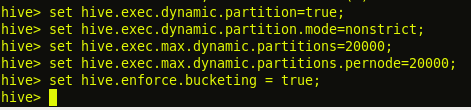 hive> set hive.exec.dynamic.partition=true;
hive> set hive.exec.dynamic.partition.mode=nonstrict;
hive> set hive.exec.max.dynamic.partitions=20000;
hive> set hive.exec.max.dynamic.partitions.pernode=20000;
hive> set hive.enforce.bucketing = true;
hive>